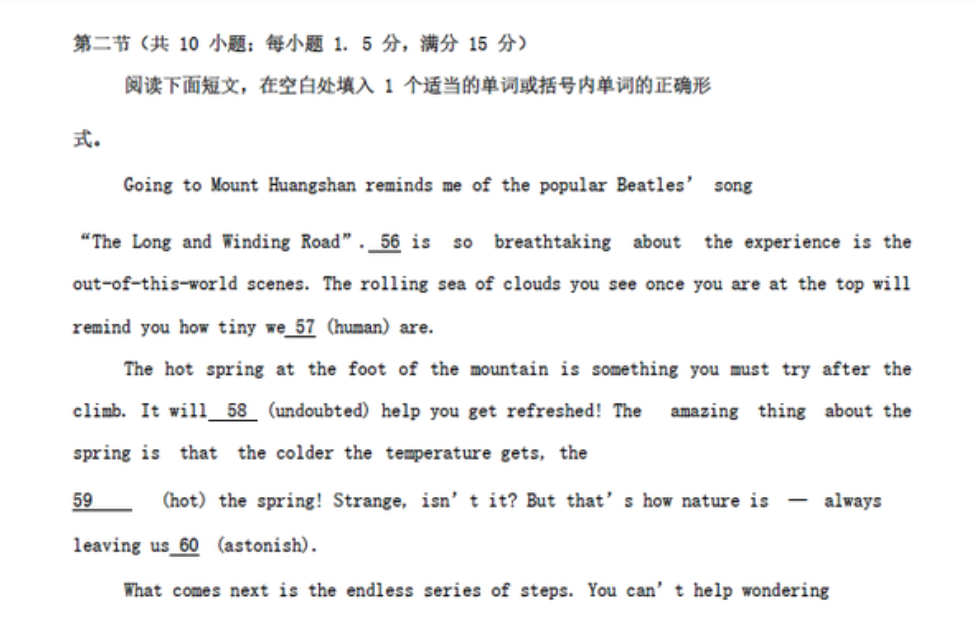 第二节（共 10 小题；每小题 1. 5 分，满分 15 分）
阅读下面短文，在空白处填入 1 个适当的单词或括号内单词的正确形
式。
Going to Mount Huangshan reminds me of the popular Beatles’ song
“The Long and Winding Road”. 56 is so breathtaking about the experience is the
out-of-this-world scenes. The rolling sea of clouds you see once you are at the top will
remind you how tiny we 57 (human) are.
The hot spring at the foot of the mountain is something you must try after the
climb. It will 58 (undoubted) help you get refreshed! The amazing thing about the
spring is that the colder the temperature gets, the
59 (hot) the spring! Strange, isn’t it? But that’s how nature is — always
leaving us 60 (astonish).
What comes next is the endless series of steps. You can’t help wondering